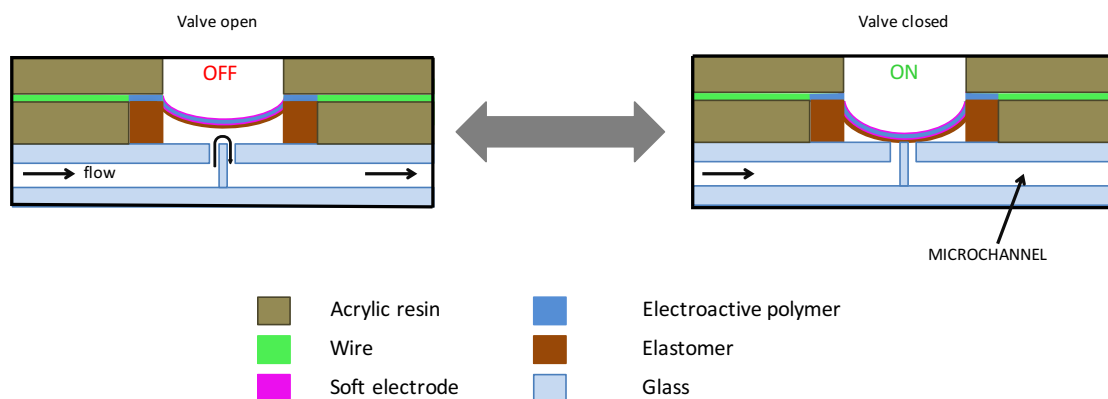 Valve open
Valve closed
OFF
ON
flow
MICROCHANNEL
Acrylic resin
Electroactive polymer
Wire
Elastomer
Soft electrode
Glass